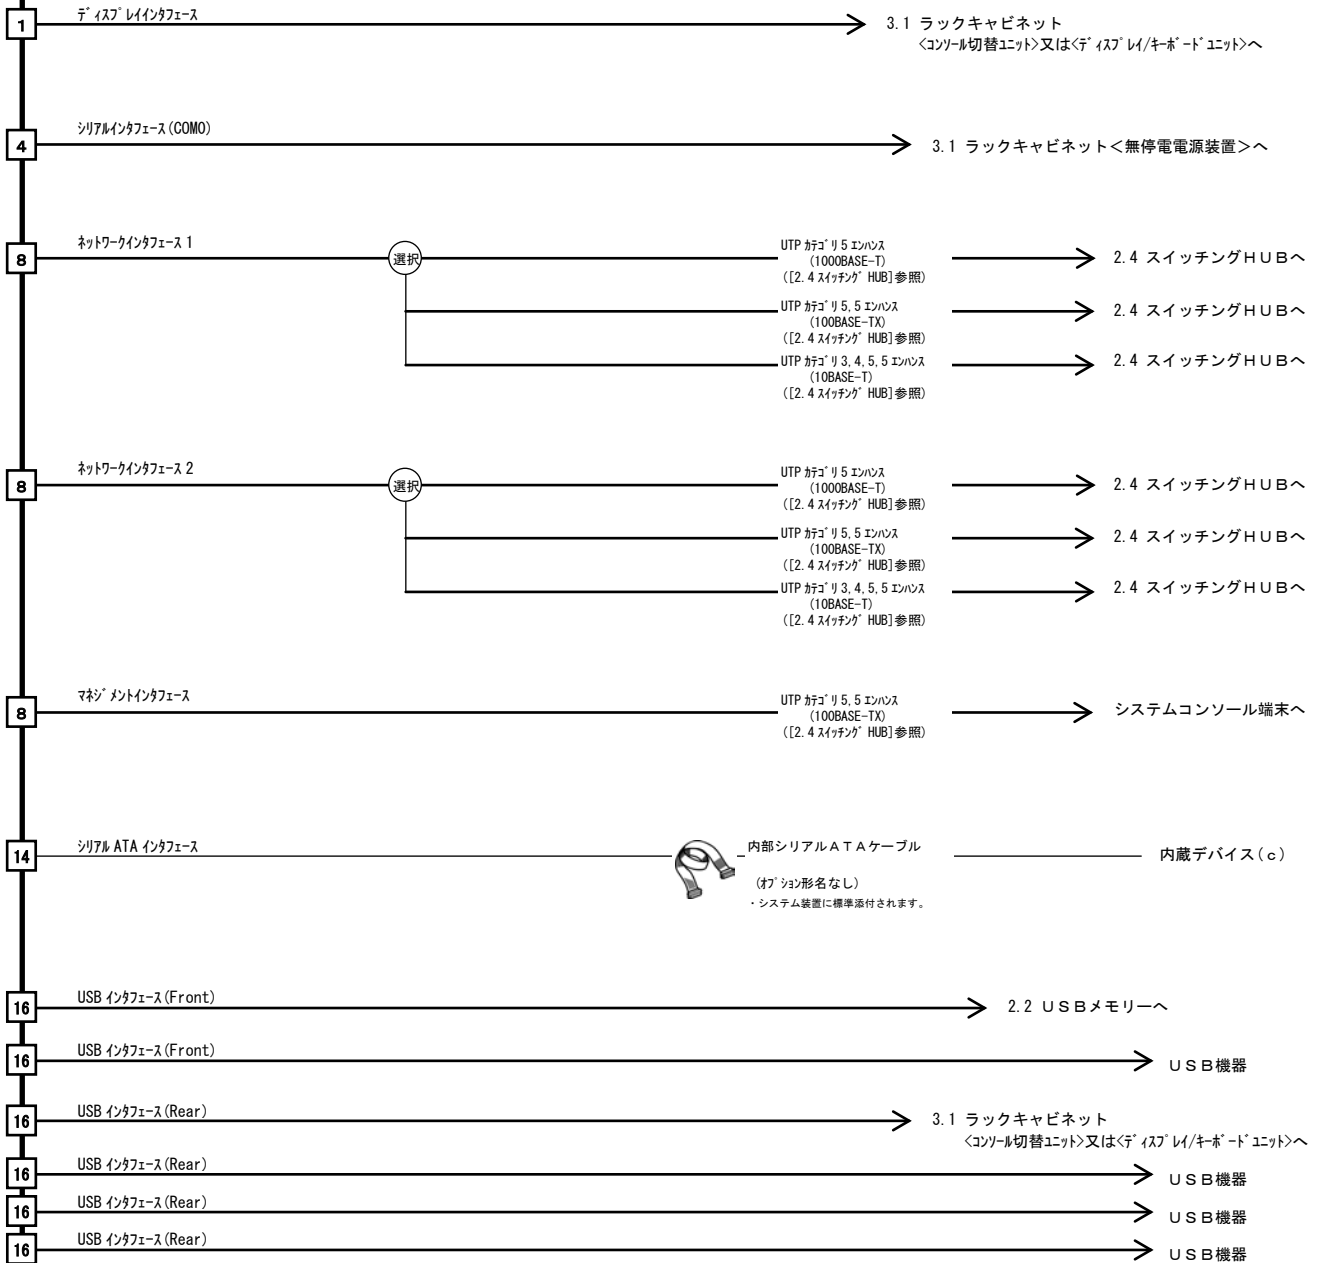 1
ﾃﾞｨｽﾌﾟﾚｲｲﾝﾀﾌｪｰｽ
3.1 ラックキャビネット
<ｺﾝｿｰﾙ切替ﾕﾆｯﾄ>又は<ﾃﾞｨｽﾌﾟﾚｲ/ｷｰﾎﾞｰﾄﾞﾕﾆｯﾄ>へ
4
ｼﾘｱﾙｲﾝﾀﾌｪｰｽ(COM0)
3.1 ラックキャビネット＜無停電電源装置＞へ
8
ﾈｯﾄﾜｰｸｲﾝﾀﾌｪｰｽ 1
選択
UTP ｶﾃｺﾞﾘ 5 ｴﾝﾊﾝｽ
(1000BASE-T)
([2.4 ｽｲｯﾁﾝｸﾞ HUB]参照)
2.4 スイッチングＨＵＢへ
UTP ｶﾃｺﾞﾘ 5,5 ｴﾝﾊﾝｽ
(100BASE-TX)
([2.4 ｽｲｯﾁﾝｸﾞ HUB]参照)
2.4 スイッチングＨＵＢへ
UTP ｶﾃｺﾞﾘ 3,4,5,5 ｴﾝﾊﾝｽ
(10BASE-T)
([2.4 ｽｲｯﾁﾝｸﾞ HUB]参照)
2.4 スイッチングＨＵＢへ
8
ﾈｯﾄﾜｰｸｲﾝﾀﾌｪｰｽ 2
選択
UTP ｶﾃｺﾞﾘ 5 ｴﾝﾊﾝｽ
(1000BASE-T)
([2.4 ｽｲｯﾁﾝｸﾞ HUB]参照)
2.4 スイッチングＨＵＢへ
UTP ｶﾃｺﾞﾘ 5,5 ｴﾝﾊﾝｽ
(100BASE-TX)
([2.4 ｽｲｯﾁﾝｸﾞ HUB]参照)
2.4 スイッチングＨＵＢへ
UTP ｶﾃｺﾞﾘ 3,4,5,5 ｴﾝﾊﾝｽ
(10BASE-T)
([2.4 ｽｲｯﾁﾝｸﾞ HUB]参照)
2.4 スイッチングＨＵＢへ
8
ﾏﾈｼﾞﾒﾝﾄｲﾝﾀﾌｪｰｽ
UTP ｶﾃｺﾞﾘ 5,5 ｴﾝﾊﾝｽ
(100BASE-TX)
([2.4 ｽｲｯﾁﾝｸﾞ HUB]参照)
システムコンソール端末へ
14
ｼﾘｱﾙ ATA ｲﾝﾀﾌｪｰｽ
内部シリアルＡＴＡケーブル
(ｵﾌﾟｼｮﾝ形名なし)
・システム装置に標準添付されます。
内蔵デバイス(ｃ)
16
USB ｲﾝﾀﾌｪｰｽ(Front)
2.2 ＵＳＢメモリーへ
16
USB ｲﾝﾀﾌｪｰｽ(Front)
ＵＳＢ機器
16
USB ｲﾝﾀﾌｪｰｽ(Rear)
3.1 ラックキャビネット
<ｺﾝｿｰﾙ切替ﾕﾆｯﾄ>又は<ﾃﾞｨｽﾌﾟﾚｲ/ｷｰﾎﾞｰﾄﾞﾕﾆｯﾄ>へ
16
USB ｲﾝﾀﾌｪｰｽ(Rear)
ＵＳＢ機器
16
USB ｲﾝﾀﾌｪｰｽ(Rear)
ＵＳＢ機器
16
USB ｲﾝﾀﾌｪｰｽ(Rear)
ＵＳＢ機器